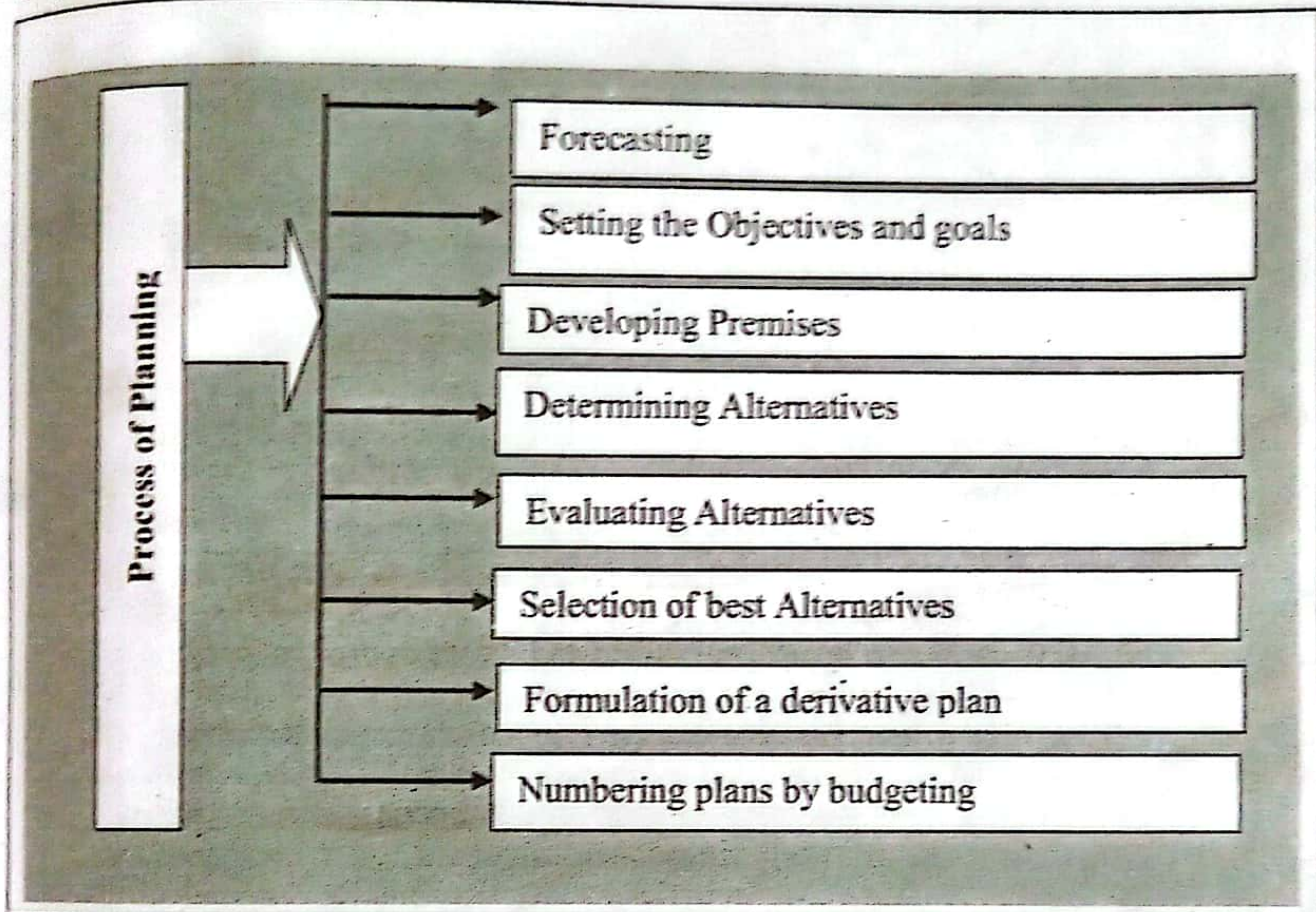 Process of Planning
Forecasting
Setting the Objectives and goals
Developing Premises
Determining Alternatives
Evaluating Alternatives
Selection of best Alternatives
Formulation of a derivative plan
Numbering plans by budgeting